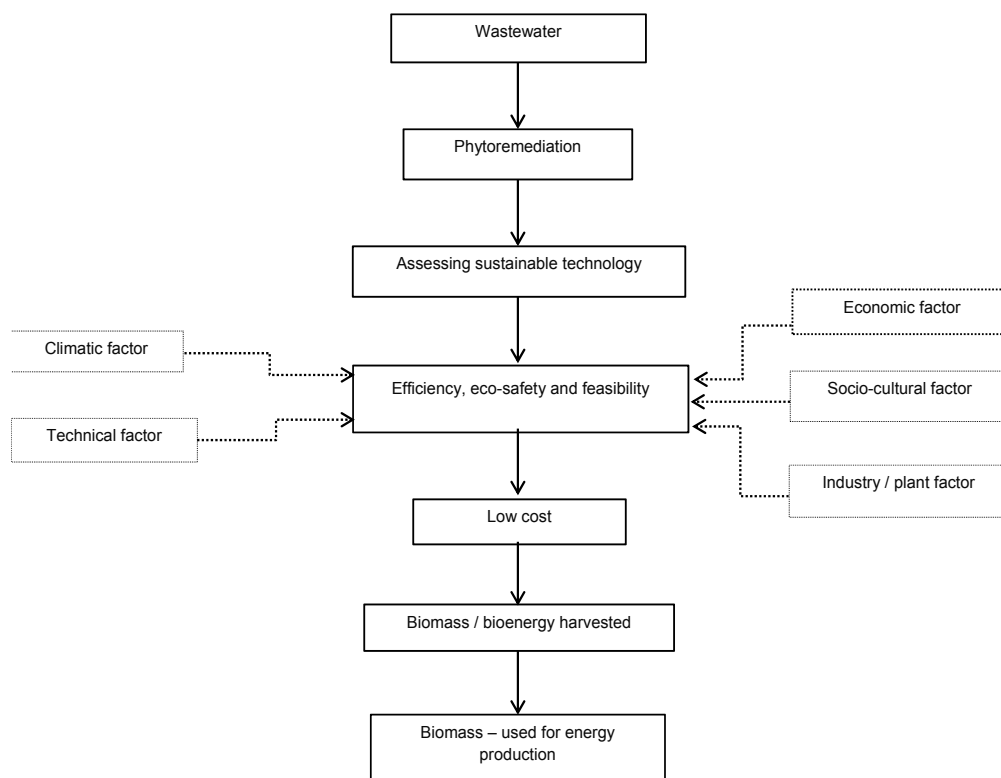 Wastewater
Phytoremediation
Assessing sustainable technology
Economic factor
Climatic factor
Efficiency, eco-safety and feasibility
Socio-cultural factor
Technical factor
Industry / plant factor
Low cost
Biomass / bioenergy harvested
Biomass – used for energy
production